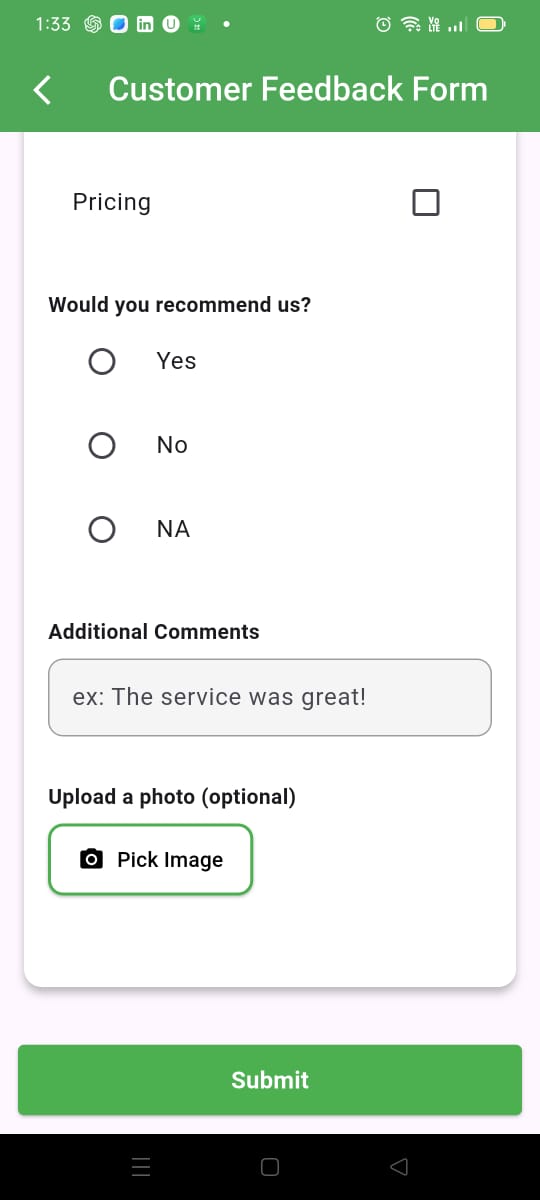 1:33
Customer Feedback Form
Pricing
Would you recommend us?
Yes
No
NA
Additional Comments
ex: The service was great!
Upload a photo (optional)
Pick Image
Submit